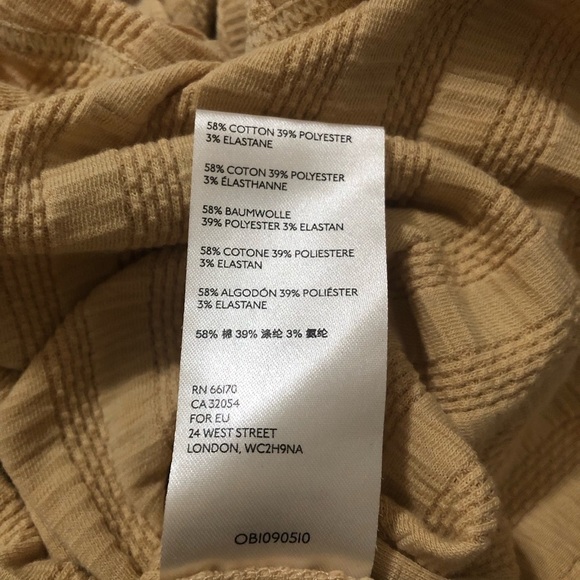 58% COTTON 39% POLYESTER
3% ELASTANE
58% COTON 39% POLYESTER
3% ÉLASTHANNE
58% BAUMWOLLE
39% POLYESTER 3% ELASTAN
58% COTONE 39% POLIESTERE
3% ELASTAN
58% ALGODÓN 39% POLIÉSTER
3% ELASTANE
58% 棉 39% 涤纶 3% 氨纶
RN 66170
CA 32054
FOR EU
24 WEST STREET
LONDON, WC2H9NA
OB1090510